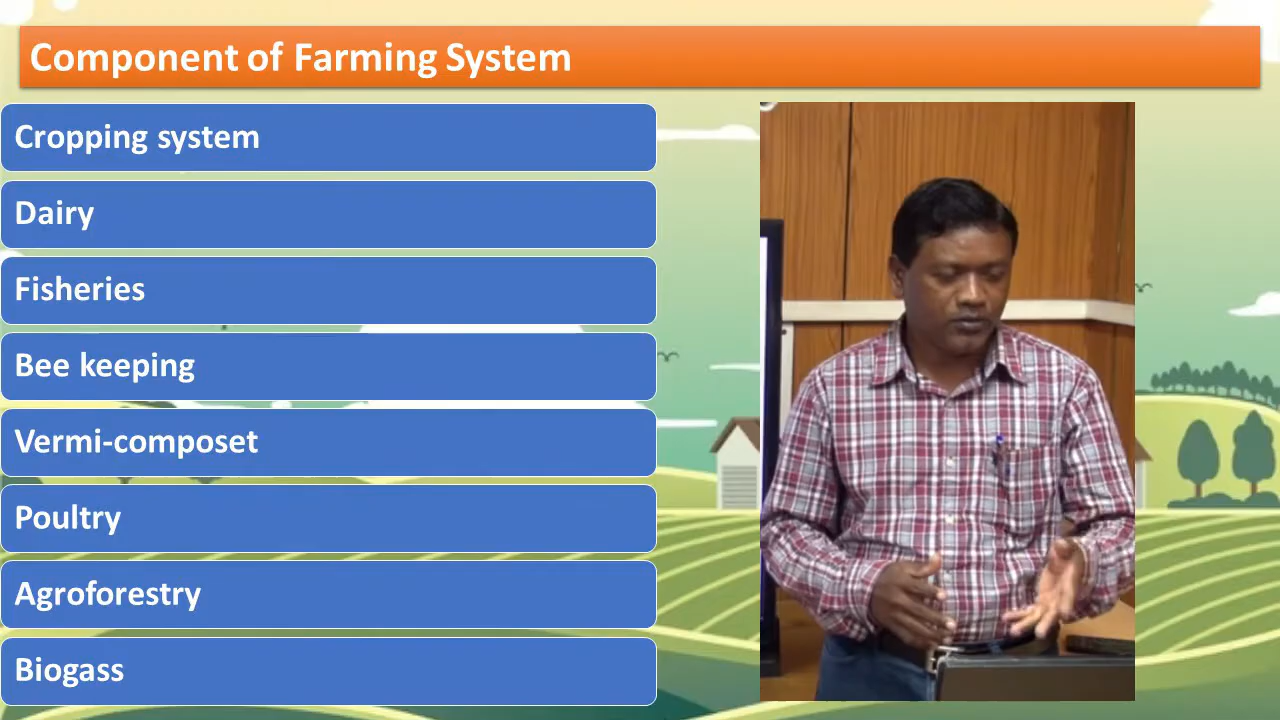 Component of Farming System
Cropping system
Dairy
Fisheries
Bee keeping
Vermi-composet
Poultry
Agroforestry
Biogass